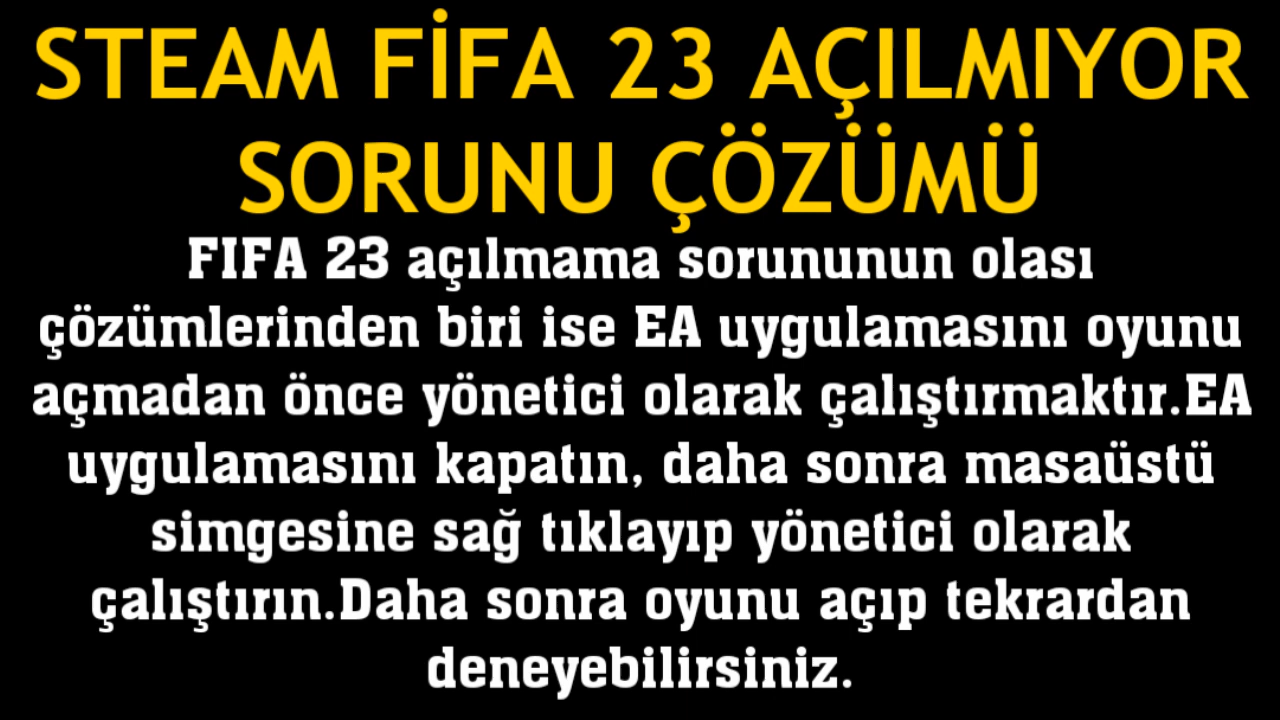 STEAM FİFA 23 AÇILMIYOR
SORUNU ÇÖZÜMÜ
FIFA 23 açılmama sorununun olası
çözümlerinden biri ise EA uygulamasını oyunu
açmadan önce yönetici olarak çalıştırmaktır.EA
uygulamasını kapatın, daha sonra masaüstü
simgesine sağ tıklayıp yönetici olarak
çalıştırın.Daha sonra oyunu açıp tekrardan
deneyebilirsiniz.